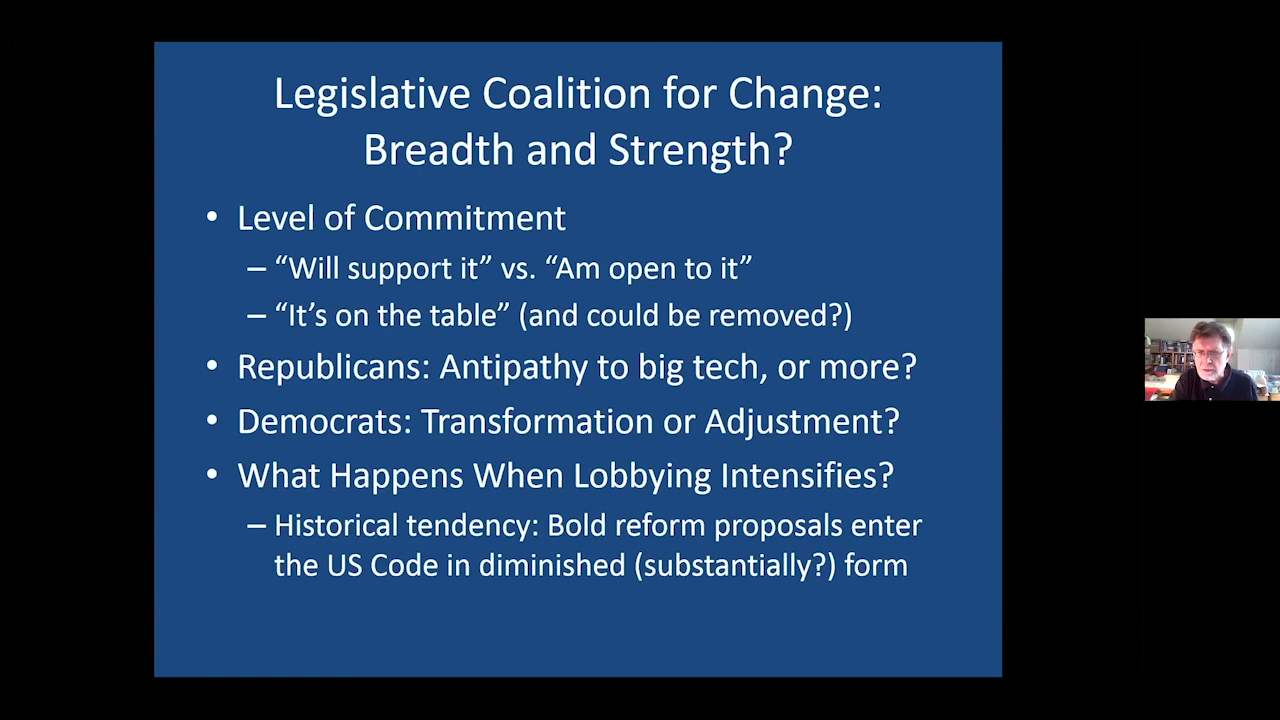 Legislative Coalition for Change:
Breadth and Strength?
• Level of Commitment
– “Will support it” vs. “Am open to it”
– “It’s on the table” (and could be removed?)
• Republicans: Antipathy to big tech, or more?
• Democrats: Transformation or Adjustment?
• What Happens When Lobbying Intensifies?
– Historical tendency: Bold reform proposals enter
the US Code in diminished (substantially?) form